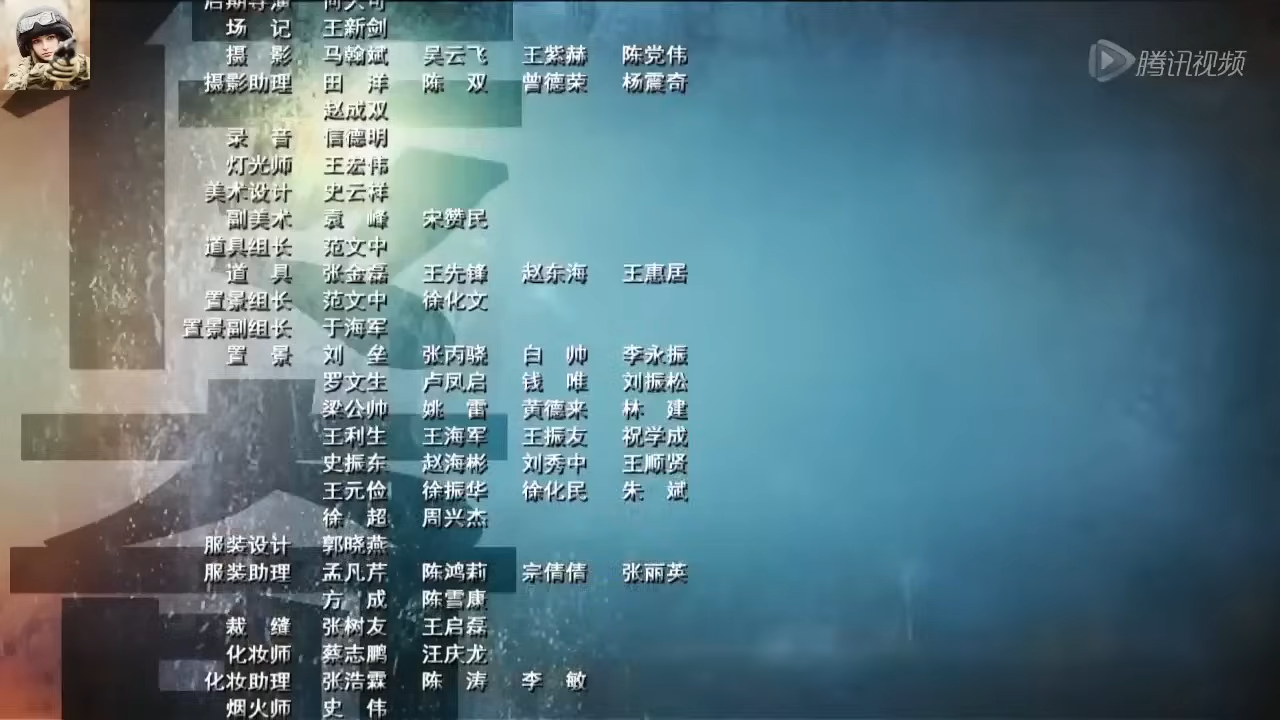 场 记 王新剑
摄 影 马翰斌 吴云飞 王紫赫 陈党伟
腾讯视频
摄影助理 田 洋 陈 双 曾德荣 杨震奇
赵成双
录 音 信德明
灯光师 王宏伟
美术设计 史云祥
副美术 袁 峰 宋赞民
道具组长 范文中
道 具 张金磊 王先锋 赵东海 王惠居
置景组长 范文中 徐化文
置景副组长 于海军
置 景 刘 垒 张丙骁 白 帅 李永振
罗文生 卢凤启 钱 唯 刘振松
梁公帅 姚 雷 黄德来 林 建
王利生 王海军 王振友 祝学成
史振东 赵海彬 刘秀中 王顺贤
王元俭 徐振华 徐化民 朱 斌
徐 超 周兴杰
服装设计 郭晓燕
服装助理 孟凡芹 陈鸿莉 宗倩倩 张丽英
方 成 陈雪康
裁 缝 张树友 王启磊
化妆师 蔡志鹏 汪庆龙
化妆助理 张浩霖 陈 涛 李 敏
烟火师 史 伟